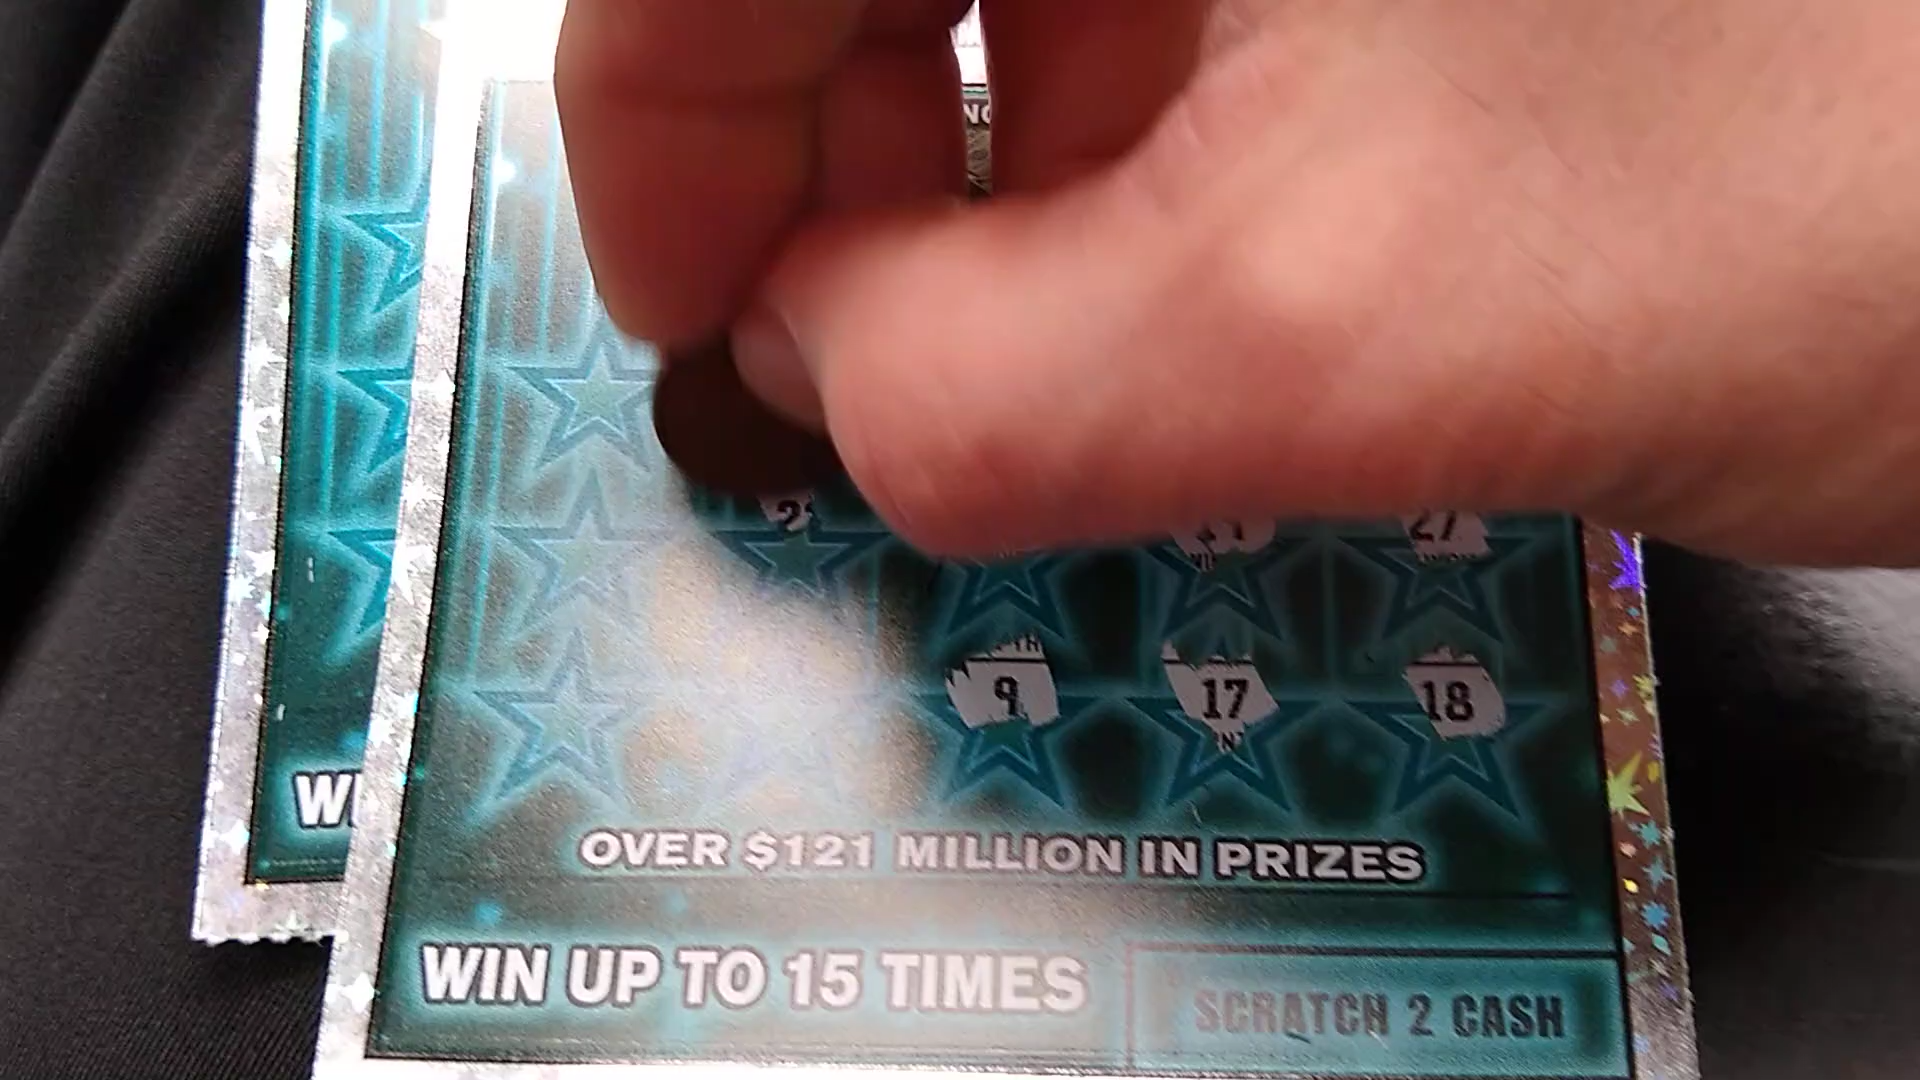 27
9 17 18
OVER $121 MILLION IN PRIZES
WIN UP TO 15 TIMES
SCRATCH 2 CASH